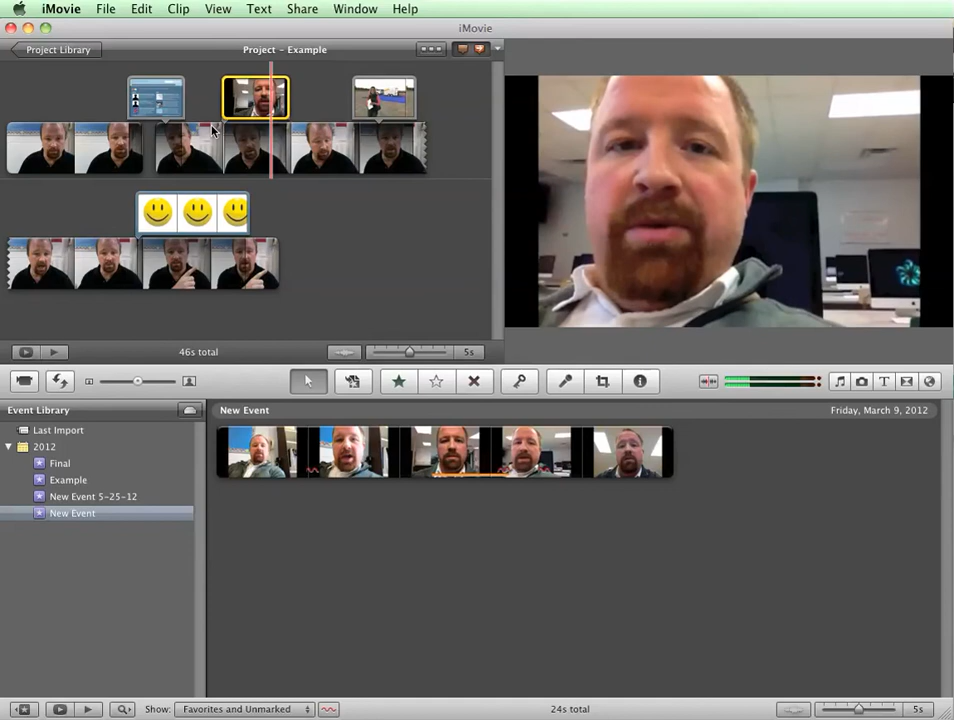 iMovie File Edit Clip View Text Share Window Help
iMovie
Project Library
Project - Example
46s total
5s
Event Library
New Event
Friday, March 9, 2012
Last Import
2012
Final
Example
New Event 5-25-12
New Event
Show: Favorites and Unmarked
24s total
5s